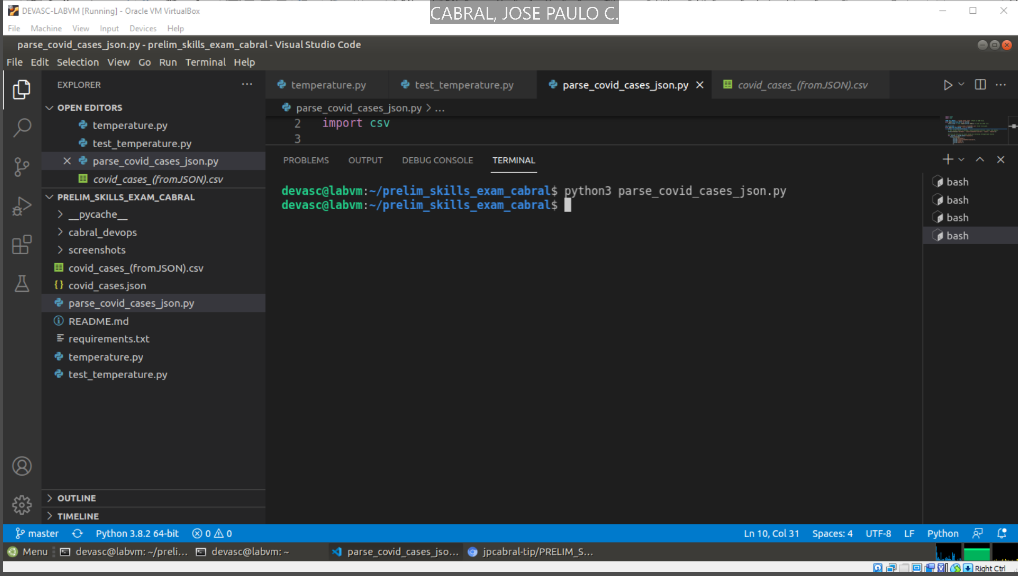 DEVASC-LABVM [Running] - Oracle VM VirtualBox
CABRAL, JOSE PAULO C.
File Machine View Input Devices Help
parse_covid_cases_json.py - prelim_skills_exam_cabral - Visual Studio Code
File Edit Selection View Go Run Terminal Help
EXPLORER
OPEN EDITORS
temperature.py
test_temperature.py
parse_covid_cases_json.py
covid_cases_(fromJSON).csv
PRELIM_SKILLS_EXAM_CABRAL
__pycache__
cabral_devops
screenshots
covid_cases_(fromJSON).csv
covid_cases.json
parse_covid_cases_json.py
README.md
requirements.txt
temperature.py
test_temperature.py
OUTLINE
TIMELINE
temperature.py test_temperature.py parse_covid_cases_json.py covid_cases_(fromJSON).csv
parse_covid_cases_json.py > ...
2 import csv
3
PROBLEMS OUTPUT DEBUG CONSOLE TERMINAL
devasc@labvm:~/prelim_skills_exam_cabral$ python3 parse_covid_cases_json.py
devasc@labvm:~/prelim_skills_exam_cabral$
bash
bash
bash
bash
master Python 3.8.2 64-bit 0 0 Ln 10, Col 31 Spaces: 4 UTF-8 LF Python
Menu devasc@labvm: ~/preli... devasc@labvm: ~ parse_covid_cases_jso... jpcabral-tip/PRELIM_S...
Right Ctrl